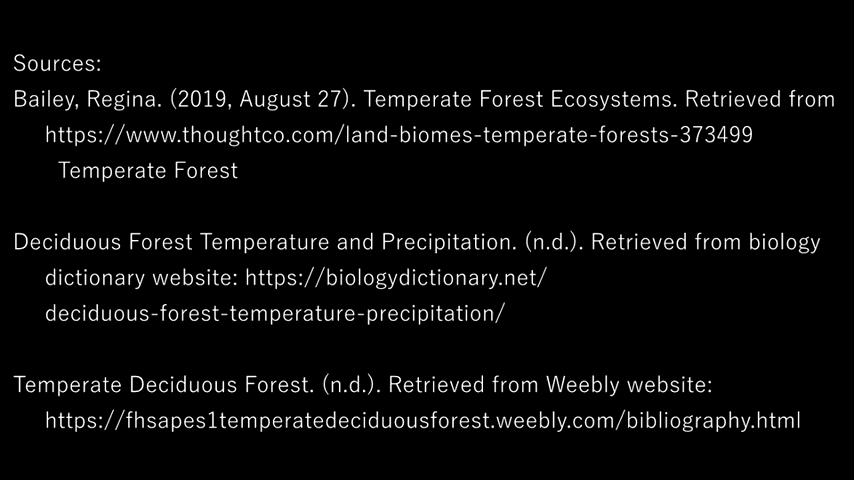 Sources:
Bailey, Regina. (2019, August 27). Temperate Forest Ecosystems. Retrieved from
https://www.thoughtco.com/land-biomes-temperate-forests-373499
Temperate Forest
Deciduous Forest Temperature and Precipitation. (n.d.). Retrieved from biology
dictionary website: https://biologydictionary.net/
deciduous-forest-temperature-precipitation/
Temperate Deciduous Forest. (n.d.). Retrieved from Weebly website:
https://fhsapes1temperatedeciduousforest.weebly.com/bibliography.html